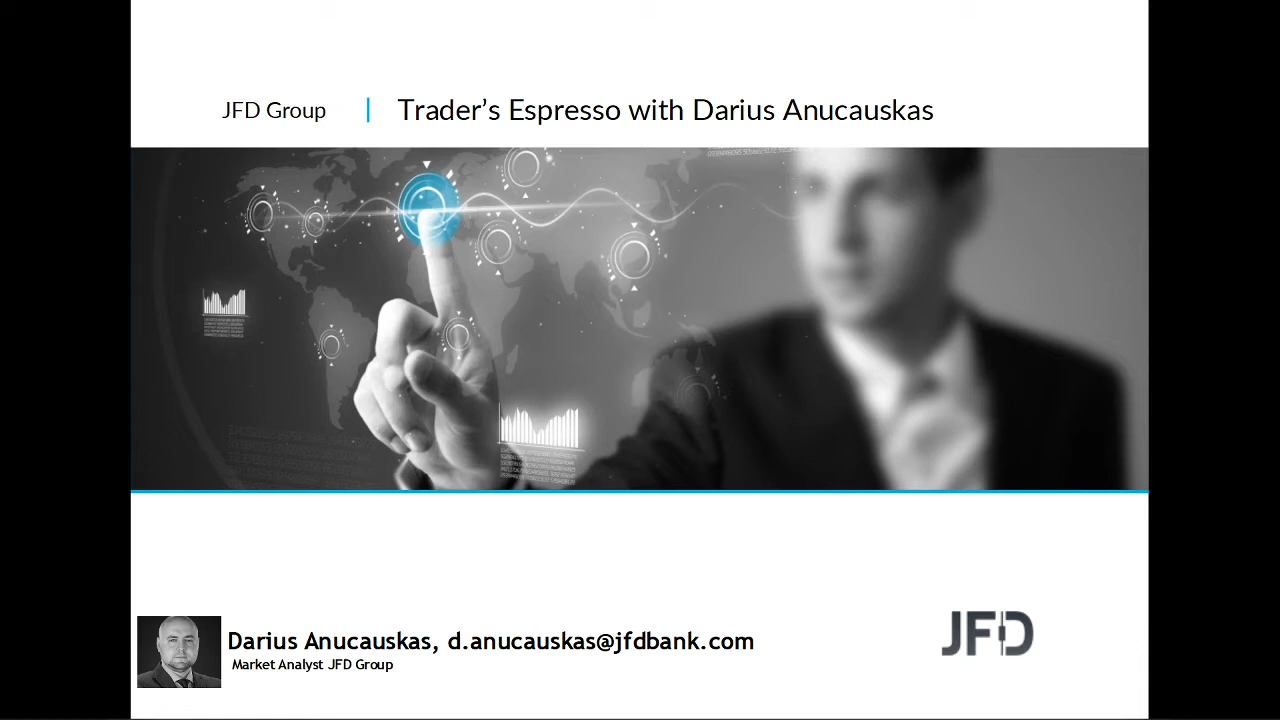 JFD Group
Trader’s Espresso with Darius Anucauskas
Darius Anucauskas, d.anucauskas@jfdbank.com
Market Analyst JFD Group
JFD